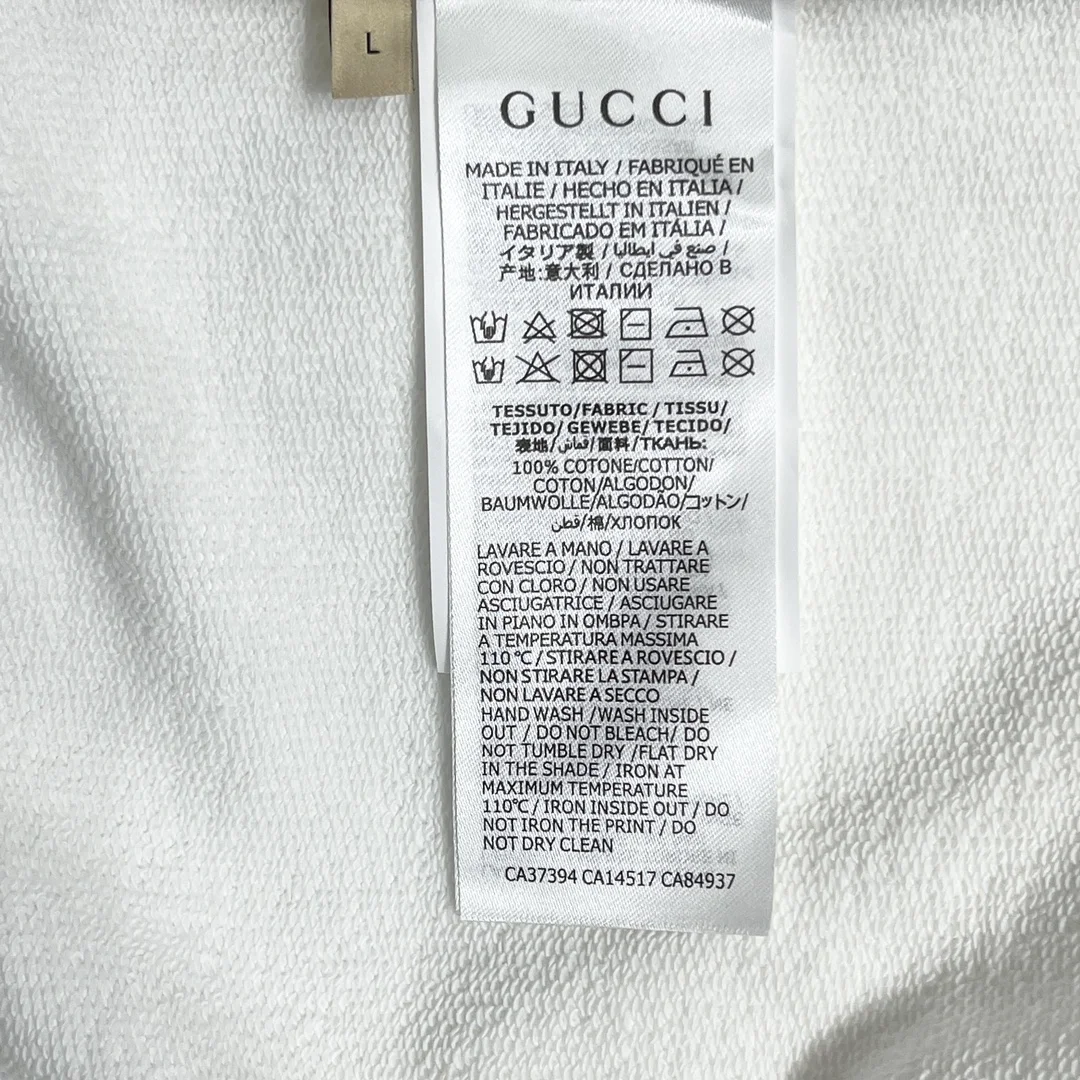 L
GUCCI
MADE IN ITALY / FABRIQUÉ EN
ITALIE / HECHO EN ITALIA /
HERGESTELLT IN ITALIEN /
FABRICADO EM ITÁLIA /
イタリア製 / صنع في ايطاليا /
产地:意大利 / СДЕЛАНО В
ИТАЛИИ
TESSUTO/FABRIC / TISSU/
TEJIDO/ GEWEBE/ TECIDO/
表地/قماش/面料/ТКАНЬ:
100% COTONE/COTTON/
COTON/ALGODON/
BAUMWOLLE/ALGODÃO/コットン/
قطن/棉/ХЛОПОК
LAVARE A MANO / LAVARE A
ROVESCIO / NON TRATTARE
CON CLORO / NON USARE
ASCIUGATRICE / ASCIUGARE
IN PIANO IN OMBPA / STIRARE
A TEMPERATURA MASSIMA
110 °C / STIRARE A ROVESCIO /
NON STIRARE LA STAMPA /
NON LAVARE A SECCO
HAND WASH /WASH INSIDE
OUT / DO NOT BLEACH/ DO
NOT TUMBLE DRY /FLAT DRY
IN THE SHADE / IRON AT
MAXIMUM TEMPERATURE
110°C / IRON INSIDE OUT / DO
NOT IRON THE PRINT / DO
NOT DRY CLEAN
CA37394 CA14517 CA84937